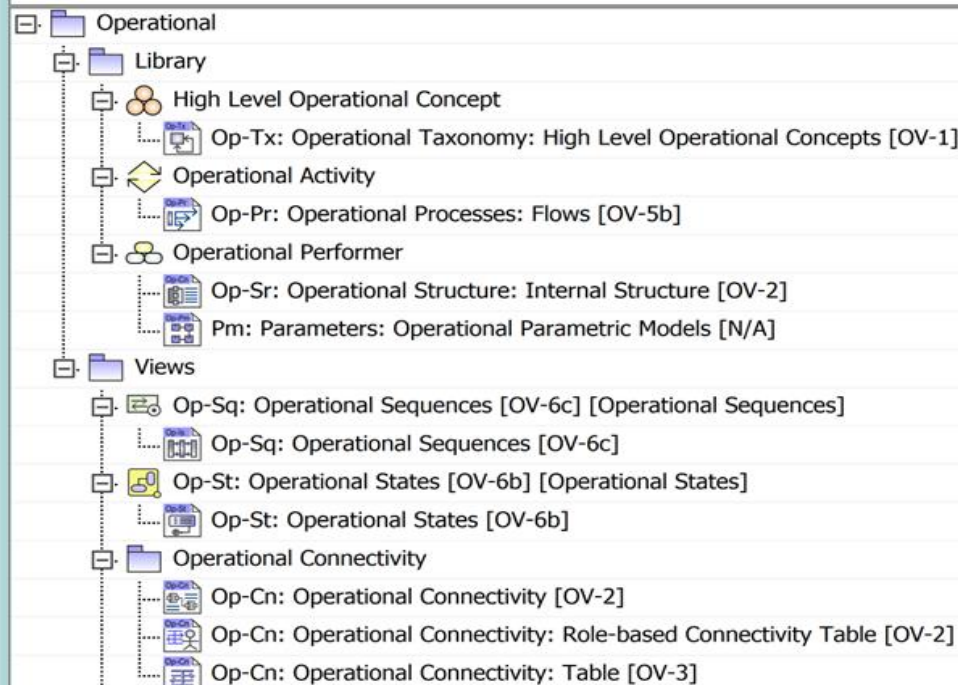 Operational
Library
High Level Operational Concept
Op-Tx: Operational Taxonomy: High Level Operational Concepts [OV-1]
Operational Activity
Op-Pr: Operational Processes: Flows [OV-5b]
Operational Performer
Op-Sr: Operational Structure: Internal Structure [OV-2]
Pm: Parameters: Operational Parametric Models [N/A]
Views
Op-Sq: Operational Sequences [OV-6c] [Operational Sequences]
Op-Sq: Operational Sequences [OV-6c]
Op-St: Operational States [OV-6b] [Operational States]
Op-St: Operational States [OV-6b]
Operational Connectivity
Op-Cn: Operational Connectivity [OV-2]
Op-Cn: Operational Connectivity: Role-based Connectivity Table [OV-2]
Op-Cn: Operational Connectivity: Table [OV-3]